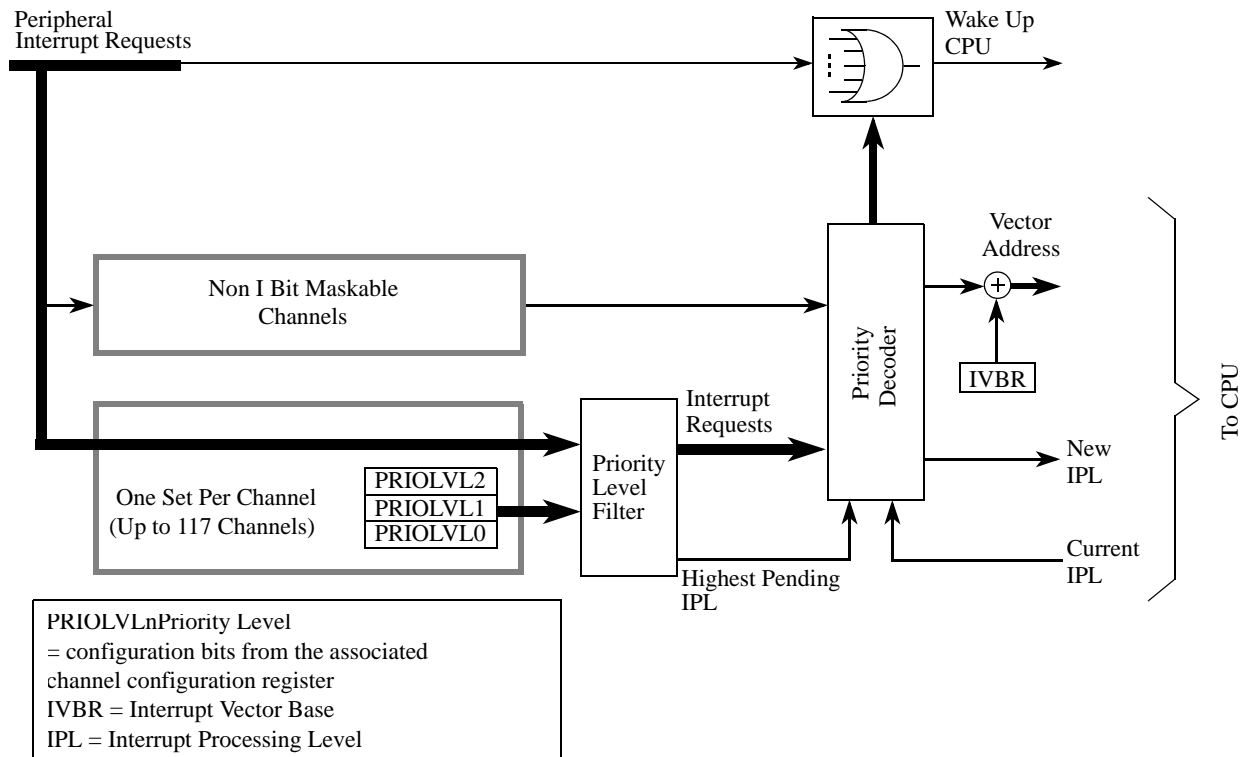 Peripheral
Interrupt Requests
Wake Up
CPU
Vector
Address
Non I Bit Maskable
Channels
Priority
Decoder
IVBR
To CPU
Interrupt
Requests
Priority
Level
Filter
New
IPL
PRIOLVL2
One Set Per Channel
(Up to 117 Channels)
PRIOLVL1
PRIOLVL0
Current
IPL
Highest Pending
IPL
PRIOLVLnPriority Level
= configuration bits from the associated
channel configuration register
IVBR = Interrupt Vector Base
IPL = Interrupt Processing Level